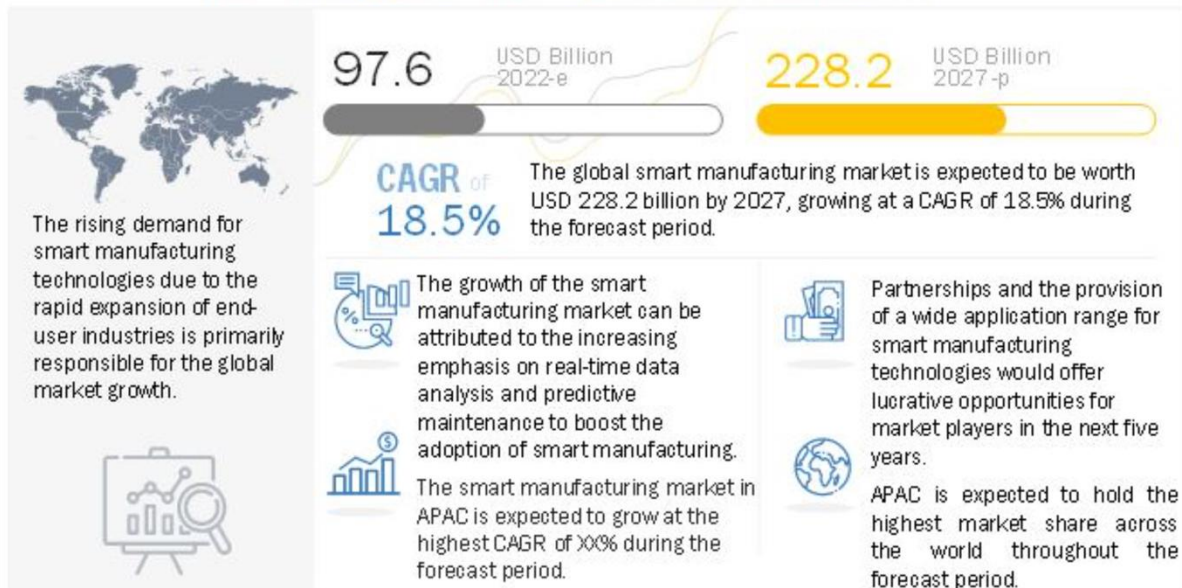 97.6
USD Billion
2022-e
228.2
USD Billion
2027-p
CAGR of
18.5%
The global smart manufacturing market is expected to be worth
USD 228.2 billion by 2027, growing at a CAGR of 18.5% during
the forecast period.
The rising demand for
smart manufacturing
technologies due to the
rapid expansion of end-
user industries is primarily
responsible for the global
market growth.
The growth of the smart
manufacturing market can be
attributed to the increasing
emphasis on real-time data
analysis and predictive
maintenance to boost the
adoption of smart manufacturing.
The smart manufacturing market in
APAC is expected to grow at the
highest CAGR of XX% during the
forecast period.
Partnerships and the provision
of a wide application range for
smart manufacturing
technologies would offer
lucrative opportunities for
market players in the next five
years.
APAC is expected to hold the
highest market share across
the world throughout the
forecast period.